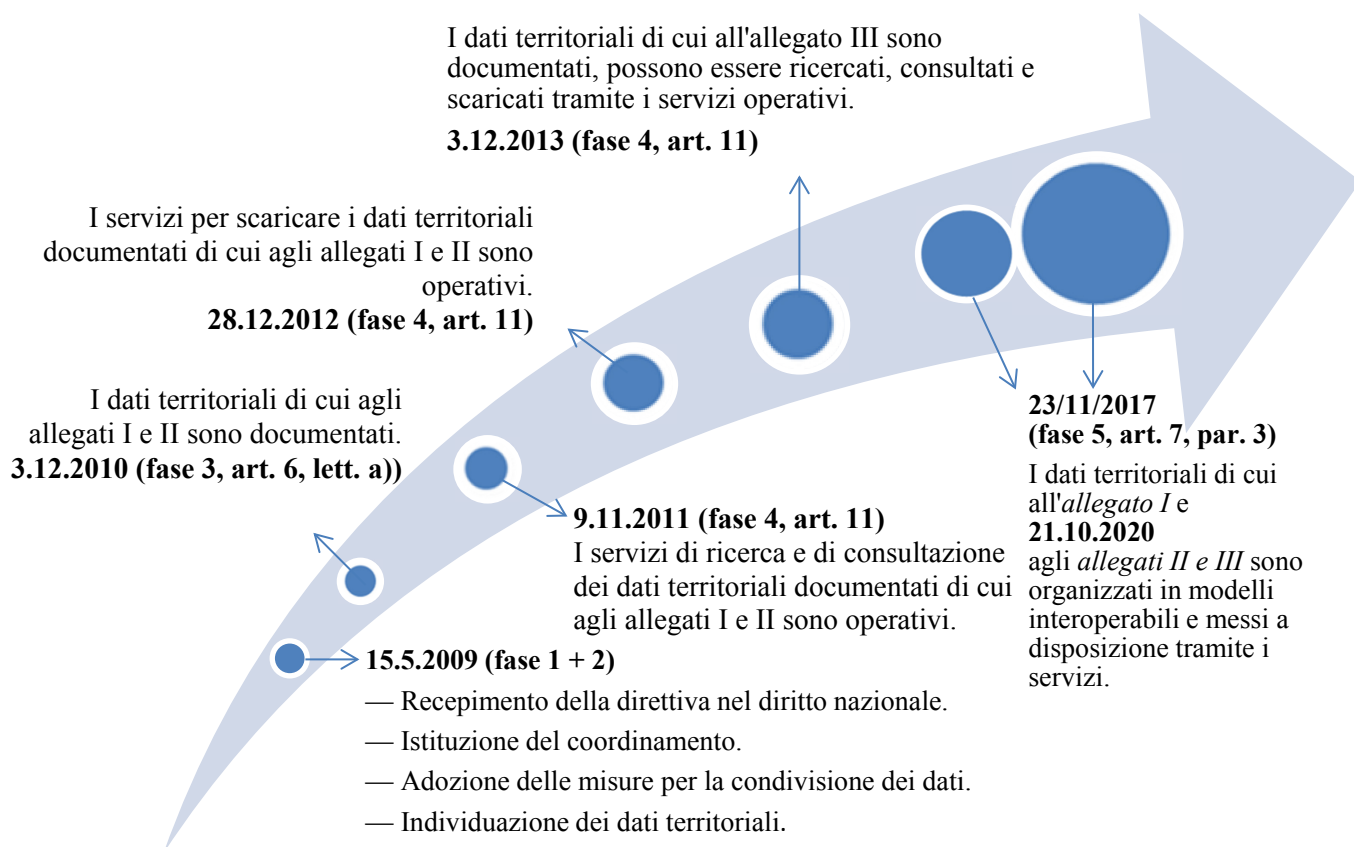 I dati territoriali di cui all'allegato III sono
documentati, possono essere ricercati, consultati e
scaricati tramite i servizi operativi.
3.12.2013 (fase 4, art. 11)
I servizi per scaricare i dati territoriali
documentati di cui agli allegati I e II sono
operativi.
28.12.2012 (fase 4, art. 11)
I dati territoriali di cui agli
allegati I e II sono documentati.
3.12.2010 (fase 3, art. 6, lett. a))
9.11.2011 (fase 4, art. 11)
I servizi di ricerca e di consultazione
dei dati territoriali documentati di cui
agli allegati I e II sono operativi.
23/11/2017
(fase 5, art. 7, par. 3)
I dati territoriali di cui
all'allegato I e
21.10.2020
agli allegati II e III sono
organizzati in modelli
interoperabili e messi a
disposizione tramite i
servizi.
15.5.2009 (fase 1 + 2)
— Recepimento della direttiva nel diritto nazionale.
— Istituzione del coordinamento.
— Adozione delle misure per la condivisione dei dati.
— Individuazione dei dati territoriali.